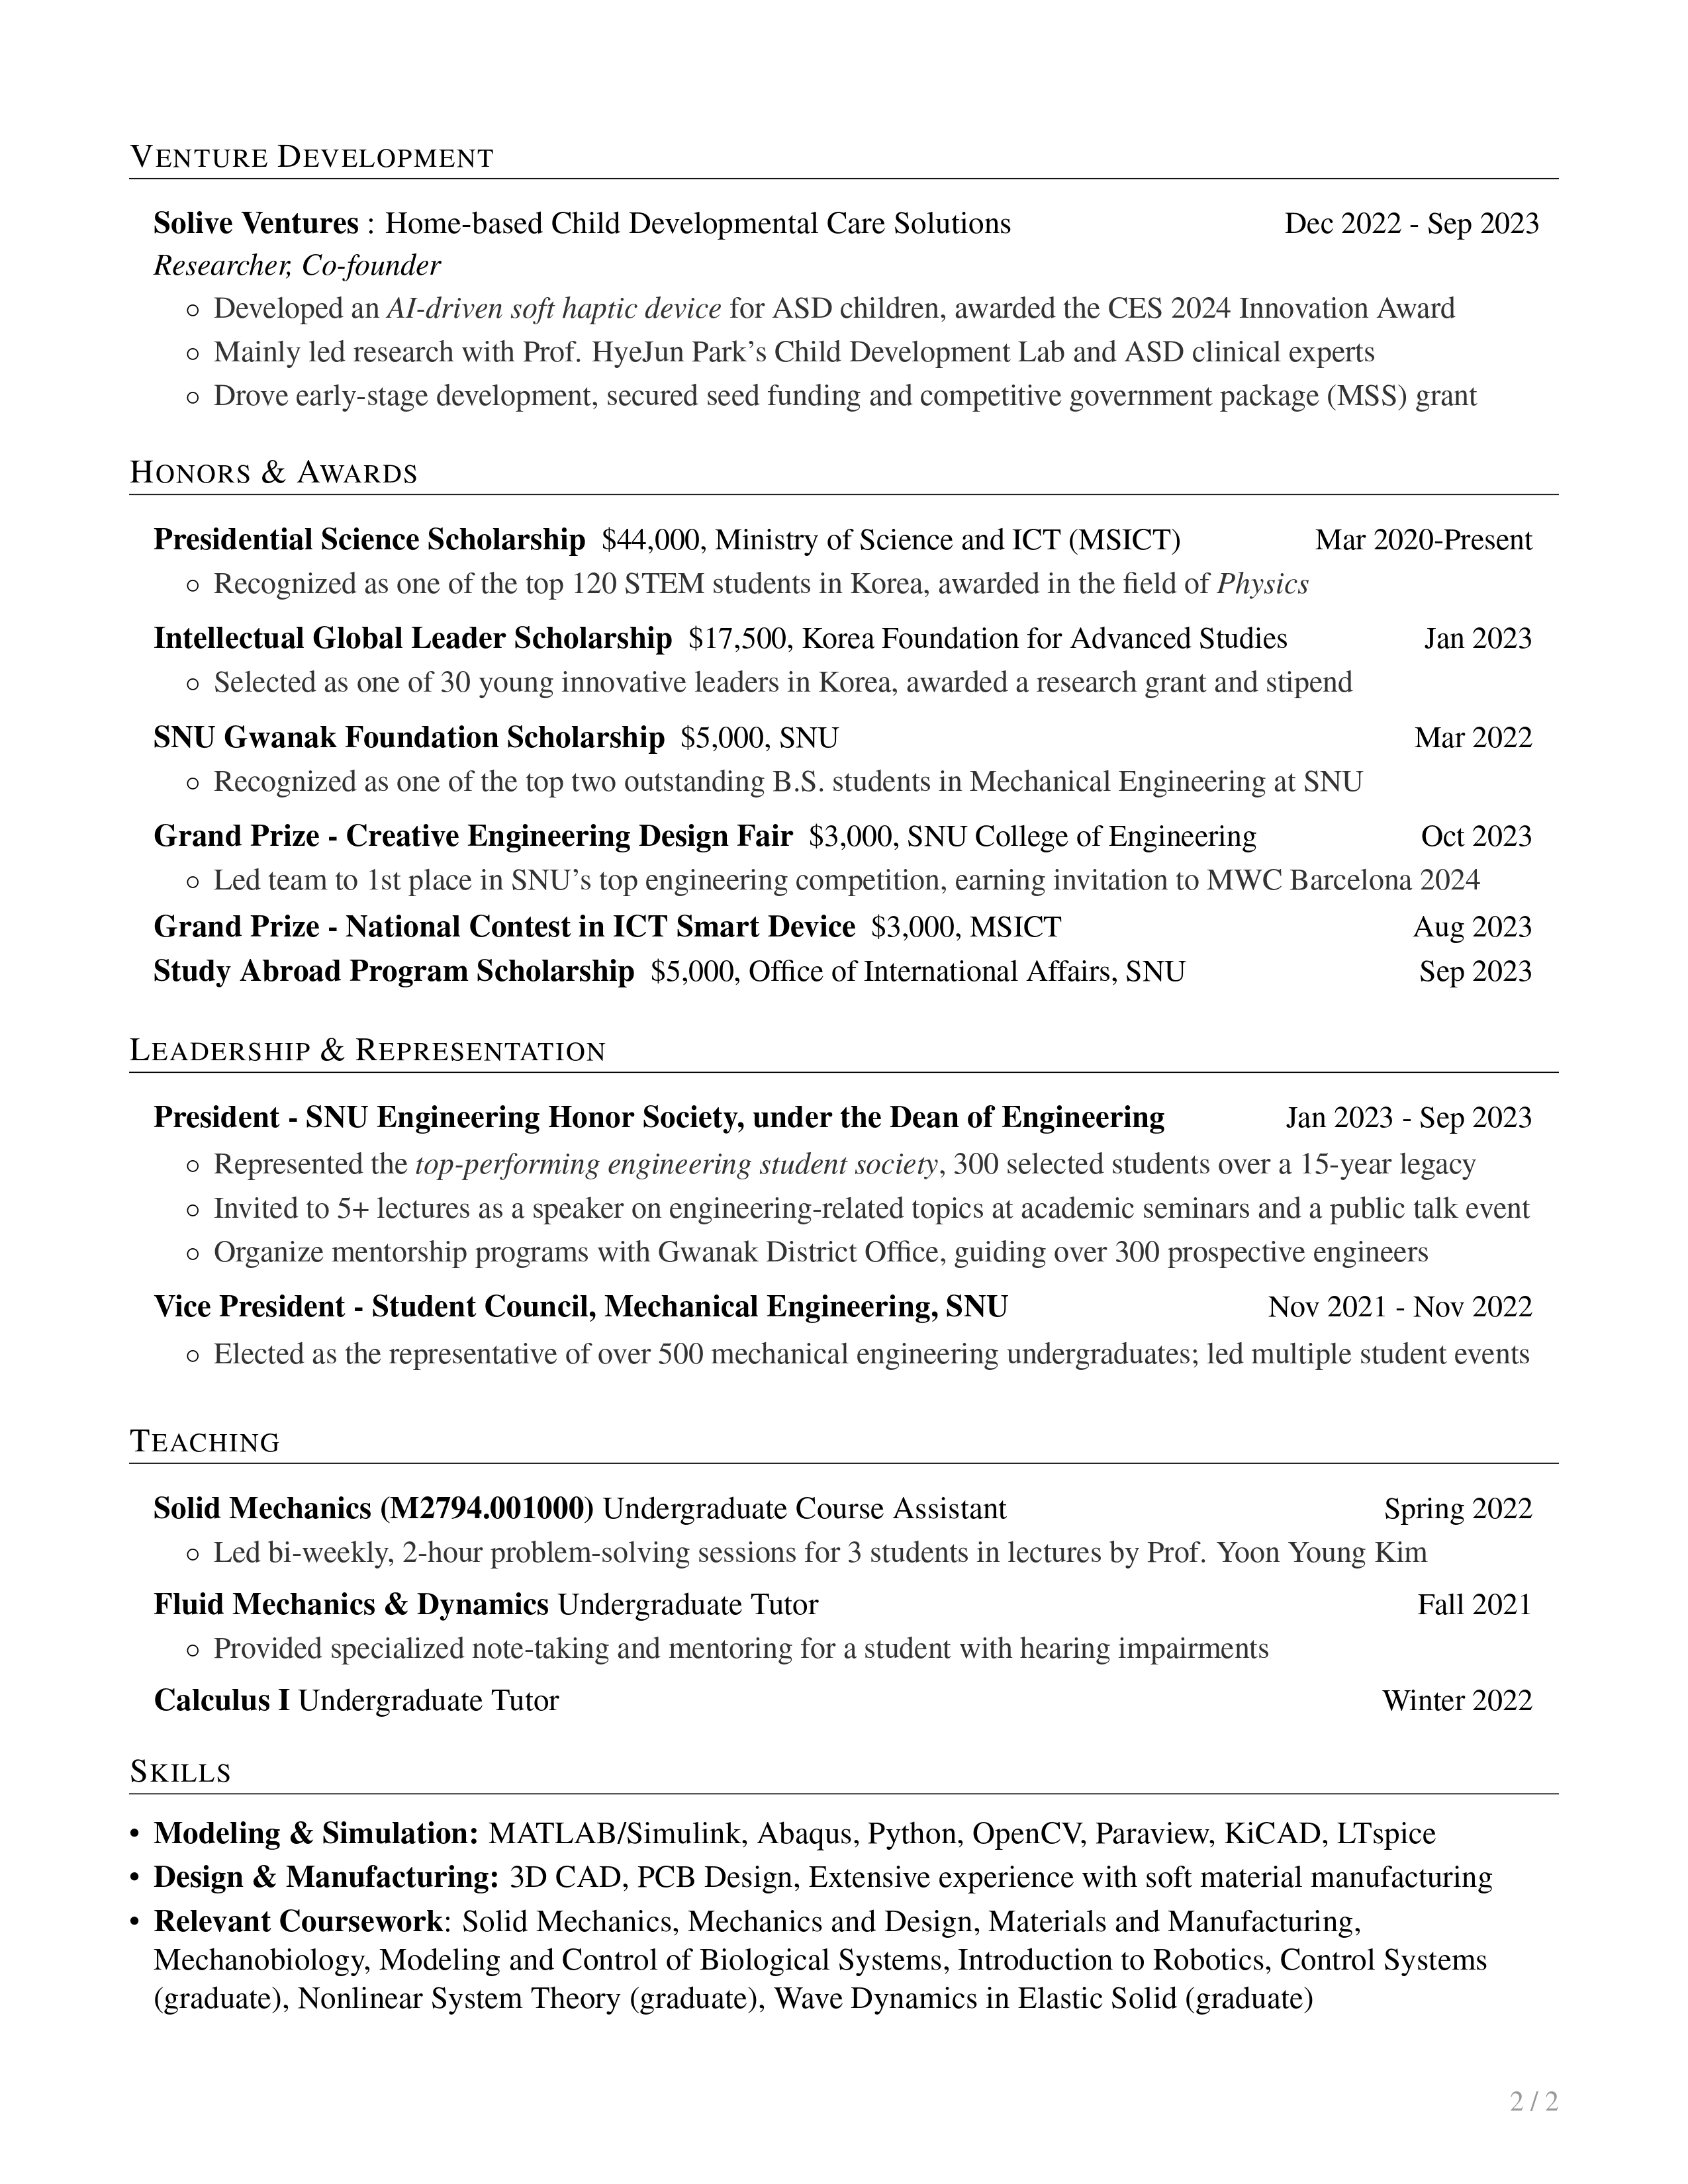 VENTURE DEVELOPMENT
Solive Ventures : Home-based Child Developmental Care Solutions Dec 2022 - Sep 2023
Researcher, Co-founder
◦ Developed an AI-driven soft haptic device for ASD children, awarded the CES 2024 Innovation Award
◦ Mainly led research with Prof. HyeJun Park's Child Development Lab and ASD clinical experts
◦ Drove early-stage development, secured seed funding and competitive government package (MSS) grant
HONORS & AWARDS
Presidential Science Scholarship $44,000, Ministry of Science and ICT (MSICT) Mar 2020-Present
◦ Recognized as one of the top 120 STEM students in Korea, awarded in the field of Physics
Intellectual Global Leader Scholarship $17,500, Korea Foundation for Advanced Studies Jan 2023
◦ Selected as one of 30 young innovative leaders in Korea, awarded a research grant and stipend
SNU Gwanak Foundation Scholarship $5,000, SNU Mar 2022
◦ Recognized as one of the top two outstanding B.S. students in Mechanical Engineering at SNU
Grand Prize - Creative Engineering Design Fair $3,000, SNU College of Engineering Oct 2023
◦ Led team to 1st place in SNU's top engineering competition, earning invitation to MWC Barcelona 2024
Grand Prize - National Contest in ICT Smart Device $3,000, MSICT Aug 2023
Study Abroad Program Scholarship $5,000, Office of International Affairs, SNU Sep 2023
LEADERSHIP & REPRESENTATION
President - SNU Engineering Honor Society, under the Dean of Engineering Jan 2023 - Sep 2023
◦ Represented the top-performing engineering student society, 300 selected students over a 15-year legacy
◦ Invited to 5+ lectures as a speaker on engineering-related topics at academic seminars and a public talk event
◦ Organize mentorship programs with Gwanak District Office, guiding over 300 prospective engineers
Vice President - Student Council, Mechanical Engineering, SNU Nov 2021 - Nov 2022
◦ Elected as the representative of over 500 mechanical engineering undergraduates; led multiple student events
TEACHING
Solid Mechanics (M2794.001000) Undergraduate Course Assistant Spring 2022
◦ Led bi-weekly, 2-hour problem-solving sessions for 3 students in lectures by Prof. Yoon Young Kim
Fluid Mechanics & Dynamics Undergraduate Tutor Fall 2021
◦ Provided specialized note-taking and mentoring for a student with hearing impairments
Calculus I Undergraduate Tutor Winter 2022
SKILLS
• Modeling & Simulation: MATLAB/Simulink, Abaqus, Python, OpenCV, Paraview, KiCAD, LTspice
• Design & Manufacturing: 3D CAD, PCB Design, Extensive experience with soft material manufacturing
• Relevant Coursework: Solid Mechanics, Mechanics and Design, Materials and Manufacturing,
Mechanobiology, Modeling and Control of Biological Systems, Introduction to Robotics, Control Systems
(graduate), Nonlinear System Theory (graduate), Wave Dynamics in Elastic Solid (graduate)
2 / 2